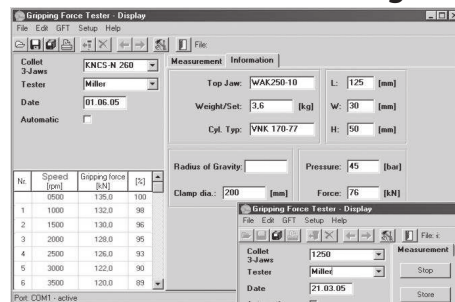 Gripping Force Tester - Display
File Edit GFT Setup Help
File:
Collet 3-Jaws KNCS-N 260
Tester Miller
Date 01.06.05
Automatic
Measurement Information
Top Jaw: WAK250-10
Weight/Set: 3,6 [kg]
Cyl. Typ: VNK 170-77
L: 125 [mm]
W: 30 [mm]
H: 50 [mm]
Radius of Gravity:
Clamp dia.: 200 [mm]
Pressure: 45 [bar]
Force: 76 [kN]
Nr. Speed [rpm] Gripping force [kN] [%]
0500 135,0 100
1 1000 132,0 98
2 1500 130,0 96
3 2000 128,0 95
4 2500 126,0 93
5 3000 122,0 90
6 3500 120,0 89
Port: COM1 - active
Gripping Force Tester - Display
File Edit GFT Setup Help
File: i:
Collet 3-Jaws 1250
Tester Miller
Date 21.03.05
Measurement
Stop
Store